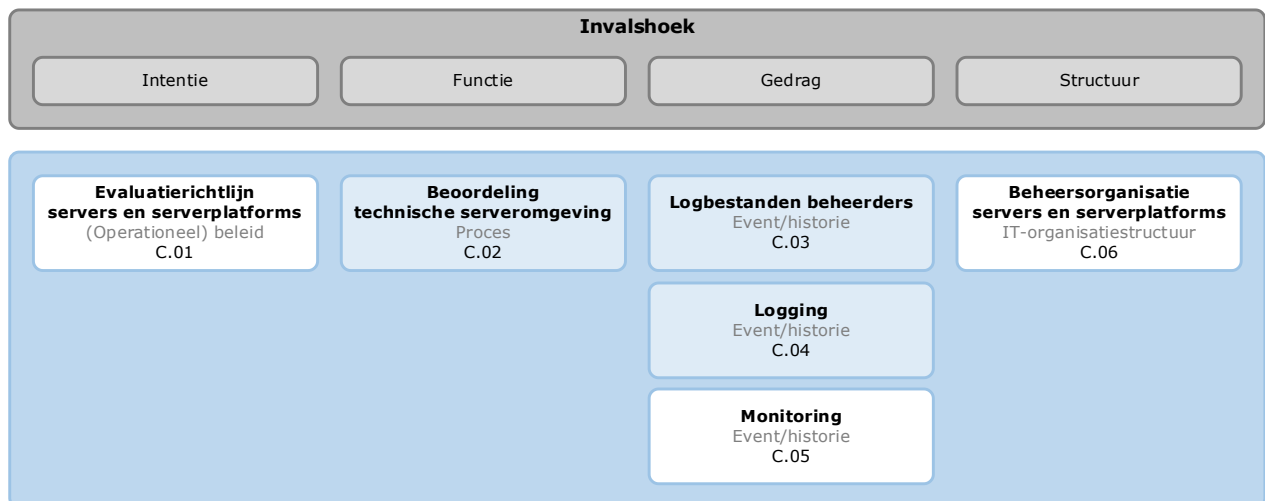 Invalshoek
Intentie
Functie
Gedrag
Structuur
Evaluatierichtlijn
servers en serverplatforms
(Operationeel) beleid
C.01
Beoordeling
technische serveromgeving
Proces
C.02
Logbestanden beheerders
Event/historie
C.03
Beheersorganisatie
servers en serverplatforms
IT-organisatiestructuur
C.06
Logging
Event/historie
C.04
Monitoring
Event/historie
C.05